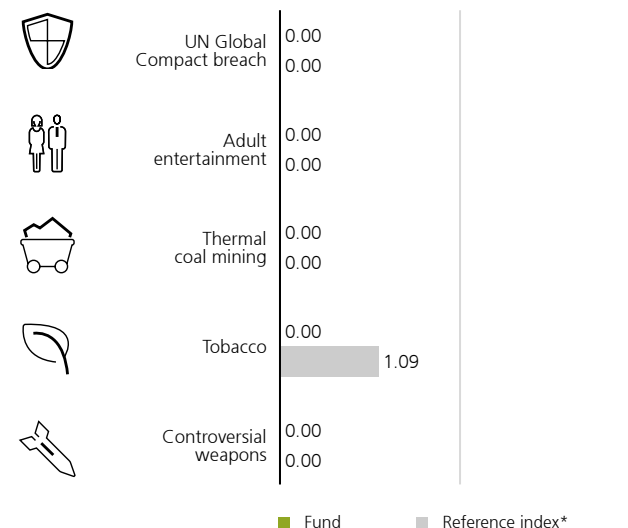 UN Global
Compact breach
0.00
0.00
Adult
entertainment
0.00
0.00
Thermal
coal mining
0.00
0.00
Tobacco
0.00
1.09
Controversial
weapons
0.00
0.00
Fund
Reference index*